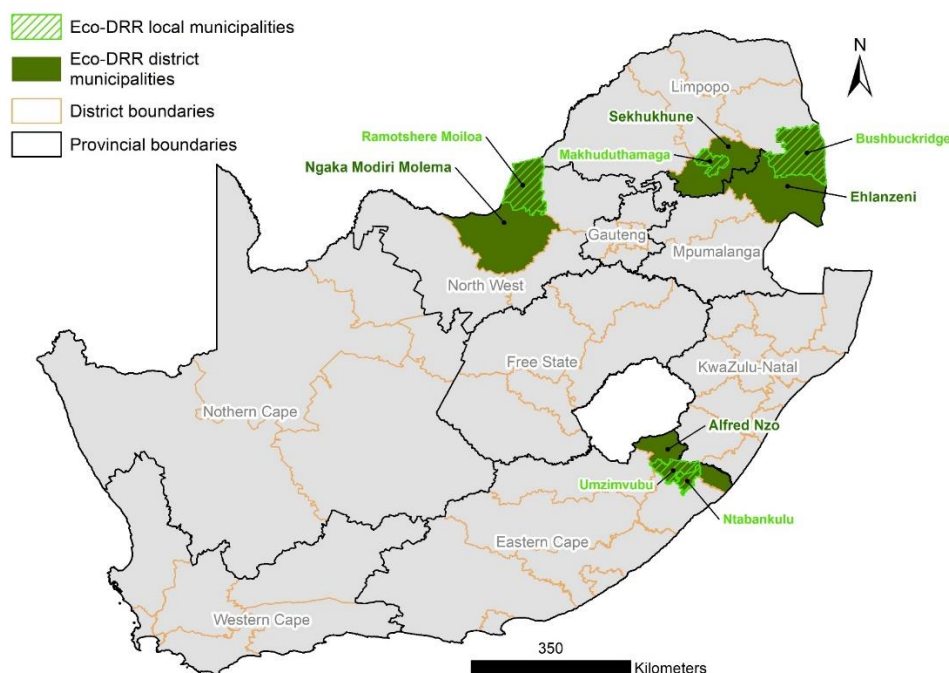 Eco-DRR local municipalities
Eco-DRR district
municipalities
District boundaries
Provincial boundaries
N
Limpopo
Sekhukhune
Ramotshere Moiloa
Makhuduthamaga
Bushbuckridge
Ngaka Modiri Molema
Ehlanzeni
Gauteng
Mpumalanga
North West
Free State
KwaZulu-Natal
Nothern Cape
Alfred Nzo
Umzimvubu
Ntabankulu
Eastern Cape
Western Cape
350
Kilometers